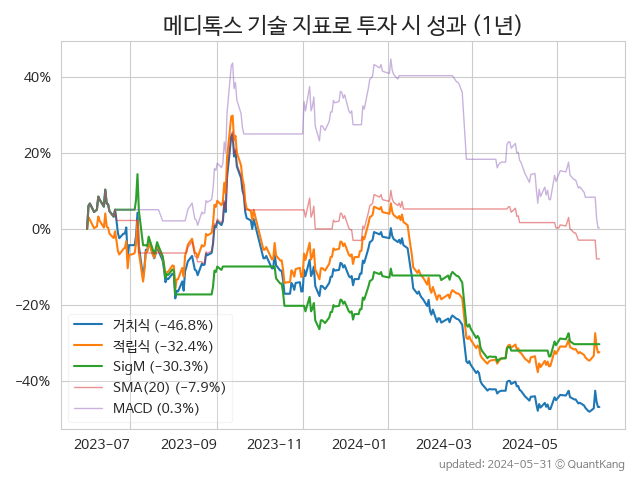 메디톡스 기술 지표로 투자 시 성과 (1년)
40%
20%
0%
−20%
−40%
거치식 (−46.8%)
적립식 (−32.4%)
SigM (−30.3%)
SMA(20) (−7.9%)
MACD (0.3%)
2023-07
2023-09
2023-11
2024-01
2024-03
2024-05
updated: 2024-05-31 © QuantKang